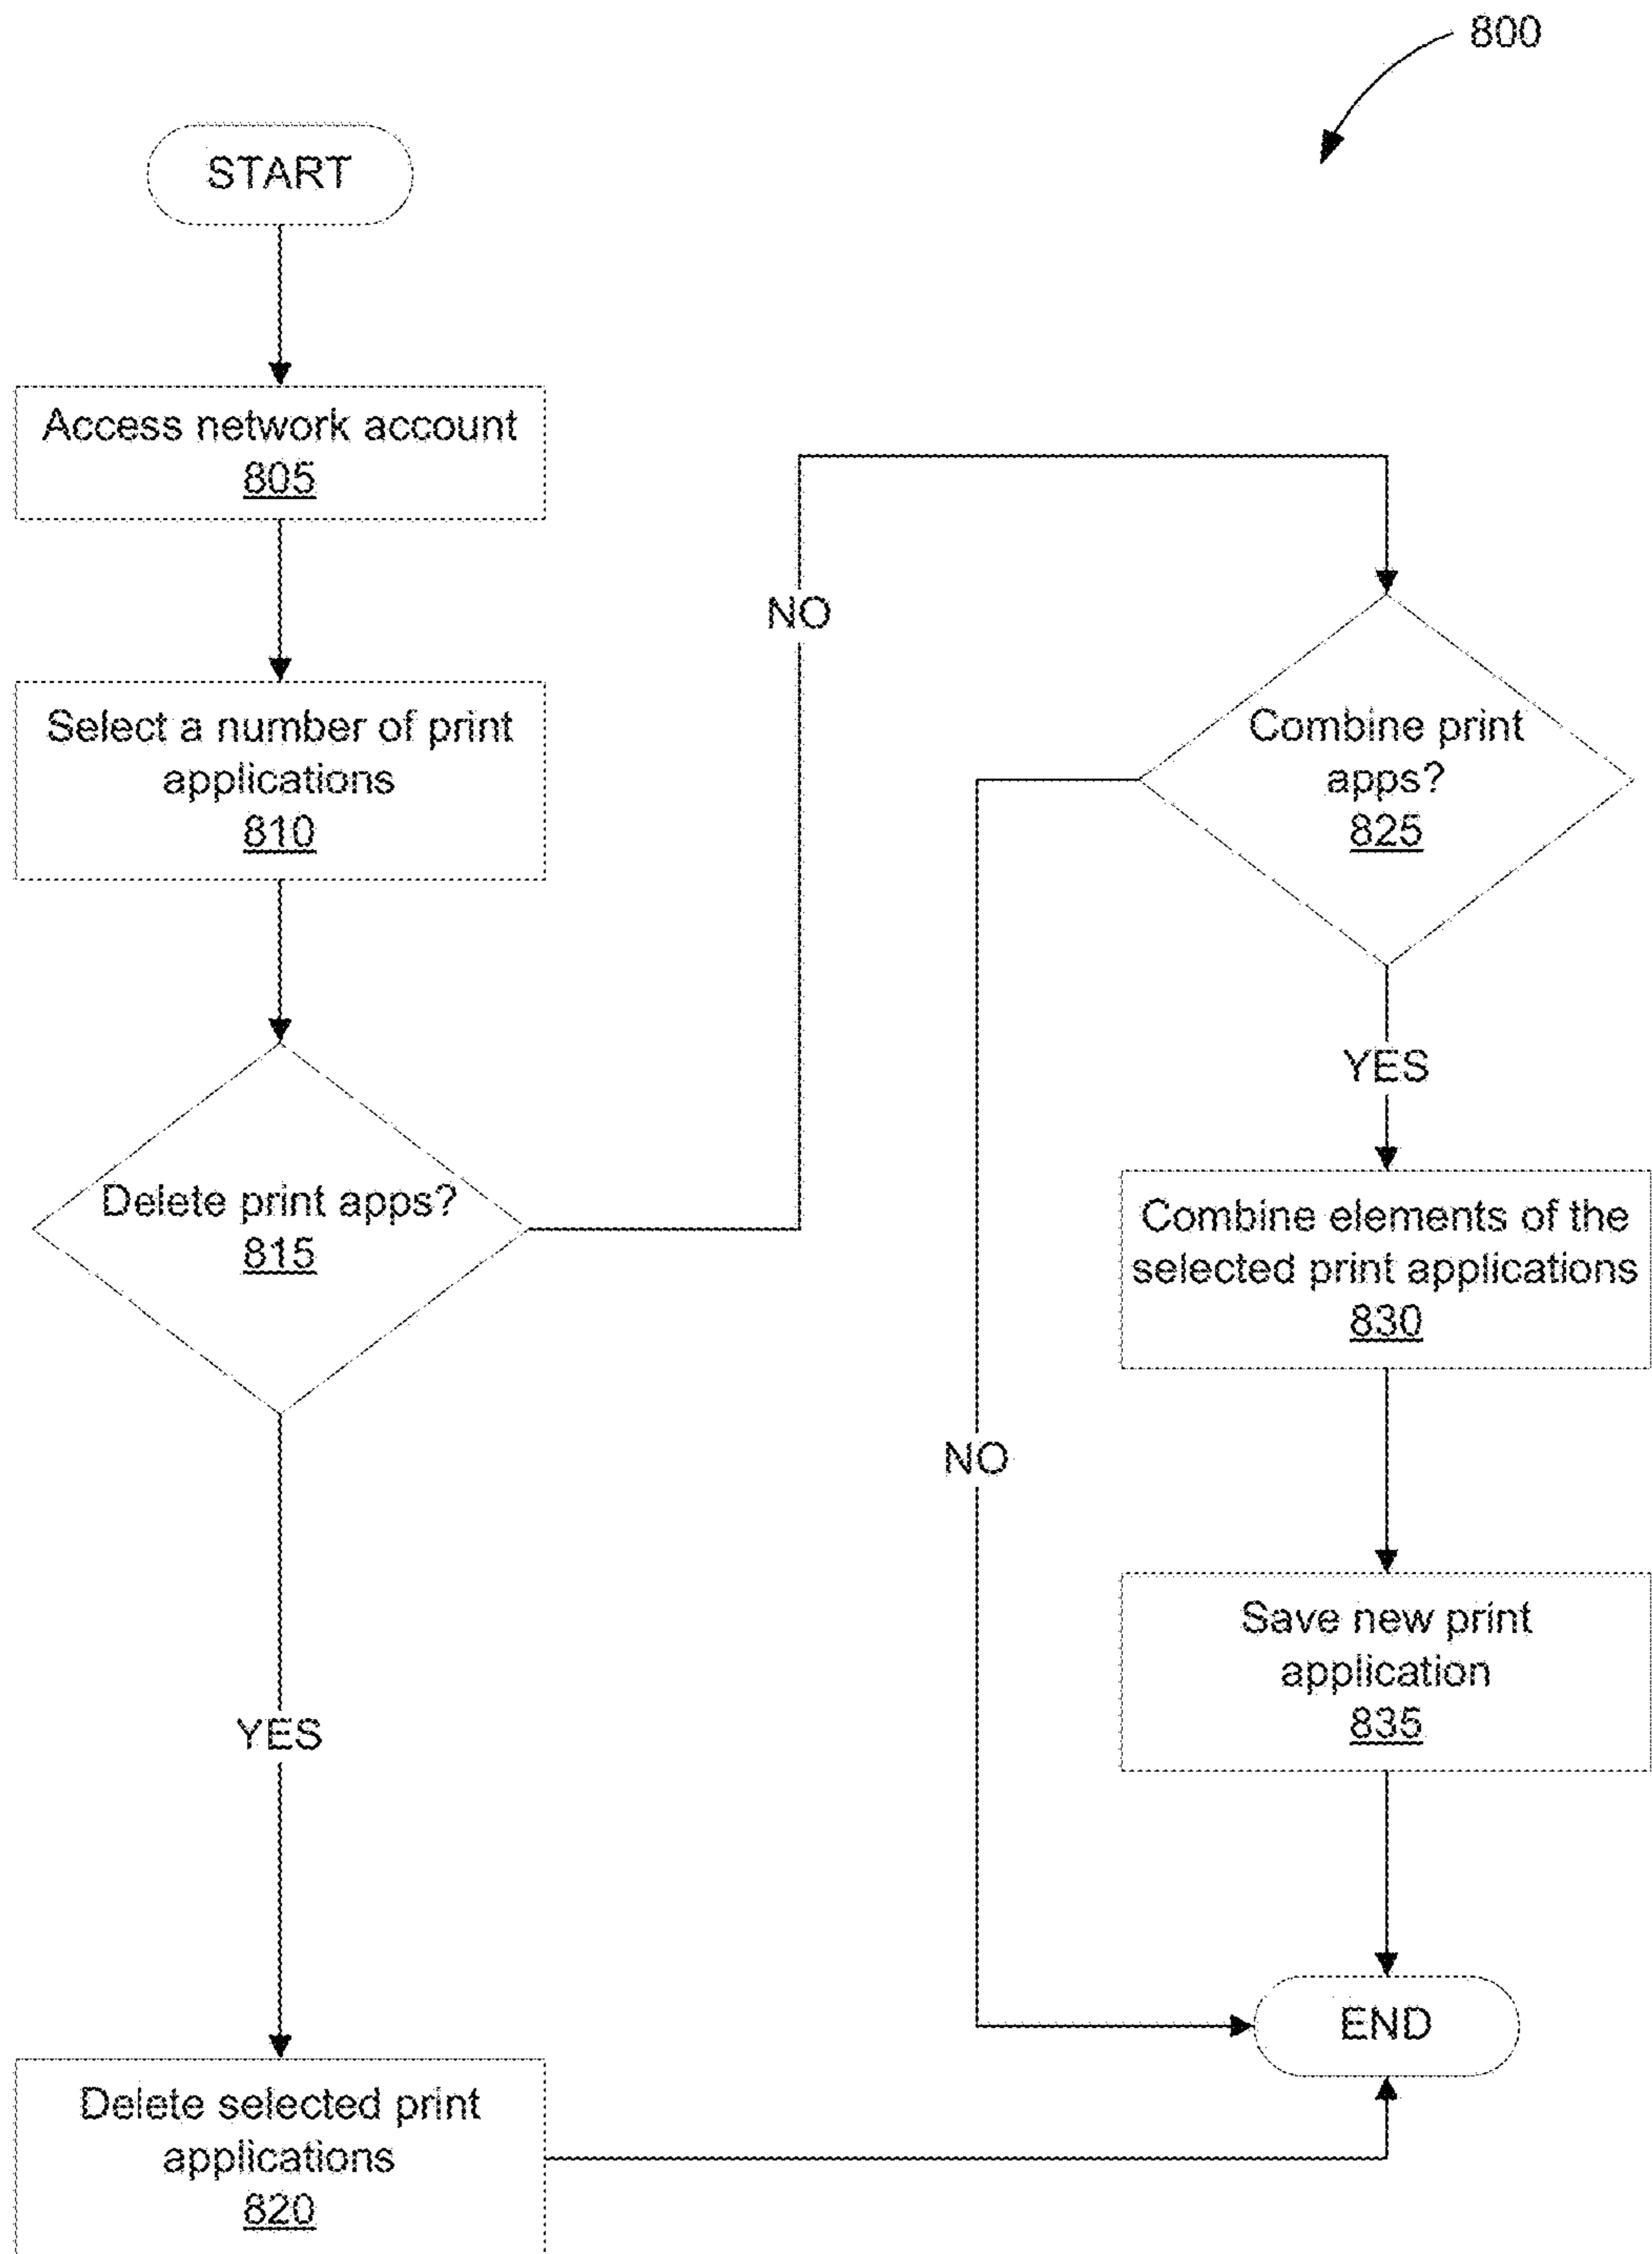 800
START
Access network account
805
Select a number of print
applications
810
Delete print apps?
815
YES
Delete selected print
applications
820
NO
Combine print
apps?
825
YES
NO
Combine elements of the
selected print applications
830
Save new print
application
835
END